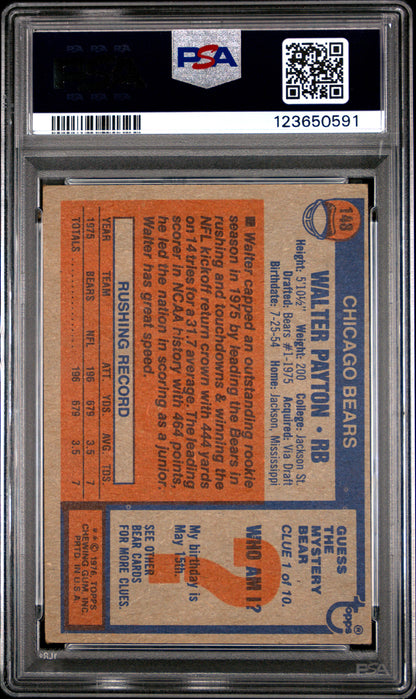 PSA
123650591
148
CHICAGO BEARS
WALTER PAYTON • RB
Height: 5'10½" Weight: 200 College: Jackson St.
Drafted: Bears #1-1975 Acquired: Via Draft
Birthdate: 7-25-54 Home: Jackson, Mississippi
■ Walter capped an outstanding rookie
season in 1975 by leading the Bears in
rushing and touchdowns & winning the
NFL kickoff return crown with 444 yards
on 14 tries for a 31.7 average. The leading
scorer in NCAA history with 464 points,
he led the nation in scoring as a junior.
Walter has great speed.
RUSHING RECORD
YEAR TEAM ATT. YDS. AVG. TDS.
1975 BEARS NFL 196 679 3.5 7
TOTALS 196 679 3.5 7
Topps®
GUESS
THE
MYSTERY
BEAR
CLUE 1 of 10.
?
WHO AM I?
My birthday is
May 15th.
SEE OTHER
BEAR CARDS
FOR MORE CLUES.
** © 1976 TOPPS
CHEWING GUM, INC.
PRTD. IN U.S.A.
PSA